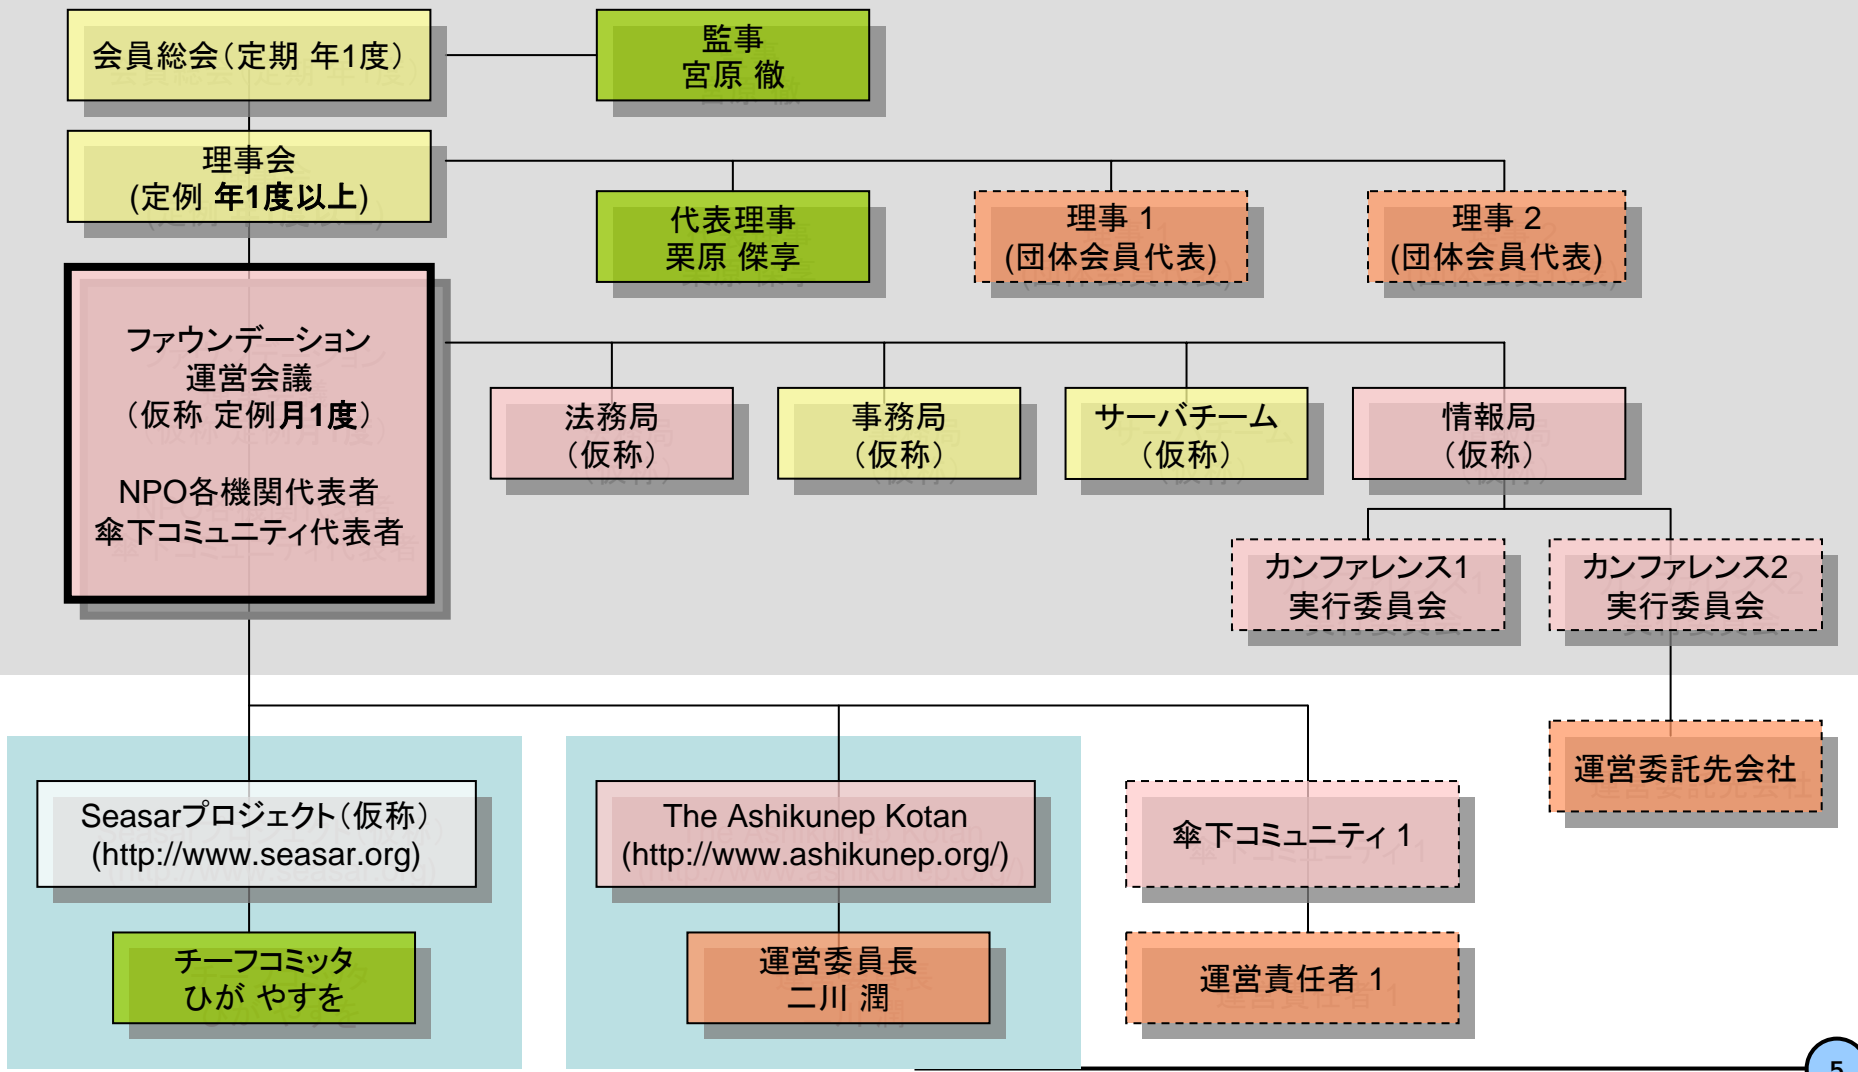 会員総会（定期 年1度）
監事
宮原 徹
理事会
(定例 年1度以上)
代表理事
栗原 傑享
理事 1
(団体会員代表)
理事 2
(団体会員代表)
ファウンデーション
運営会議
（仮称 定例月1度）
NPO各機関代表者
傘下コミュニティ代表者
法務局
（仮称）
事務局
（仮称）
サーバチーム
（仮称）
情報局
（仮称）
カンファレンス1
実行委員会
カンファレンス2
実行委員会
運営委託先会社
Seasarプロジェクト（仮称）
(http://www.seasar.org)
The Ashikunep Kotan
(http://www.ashikunep.org/)
傘下コミュニティ 1
チーフコミッタ
ひが やすを
運営委員長
二川 潤
運営責任者 1
5